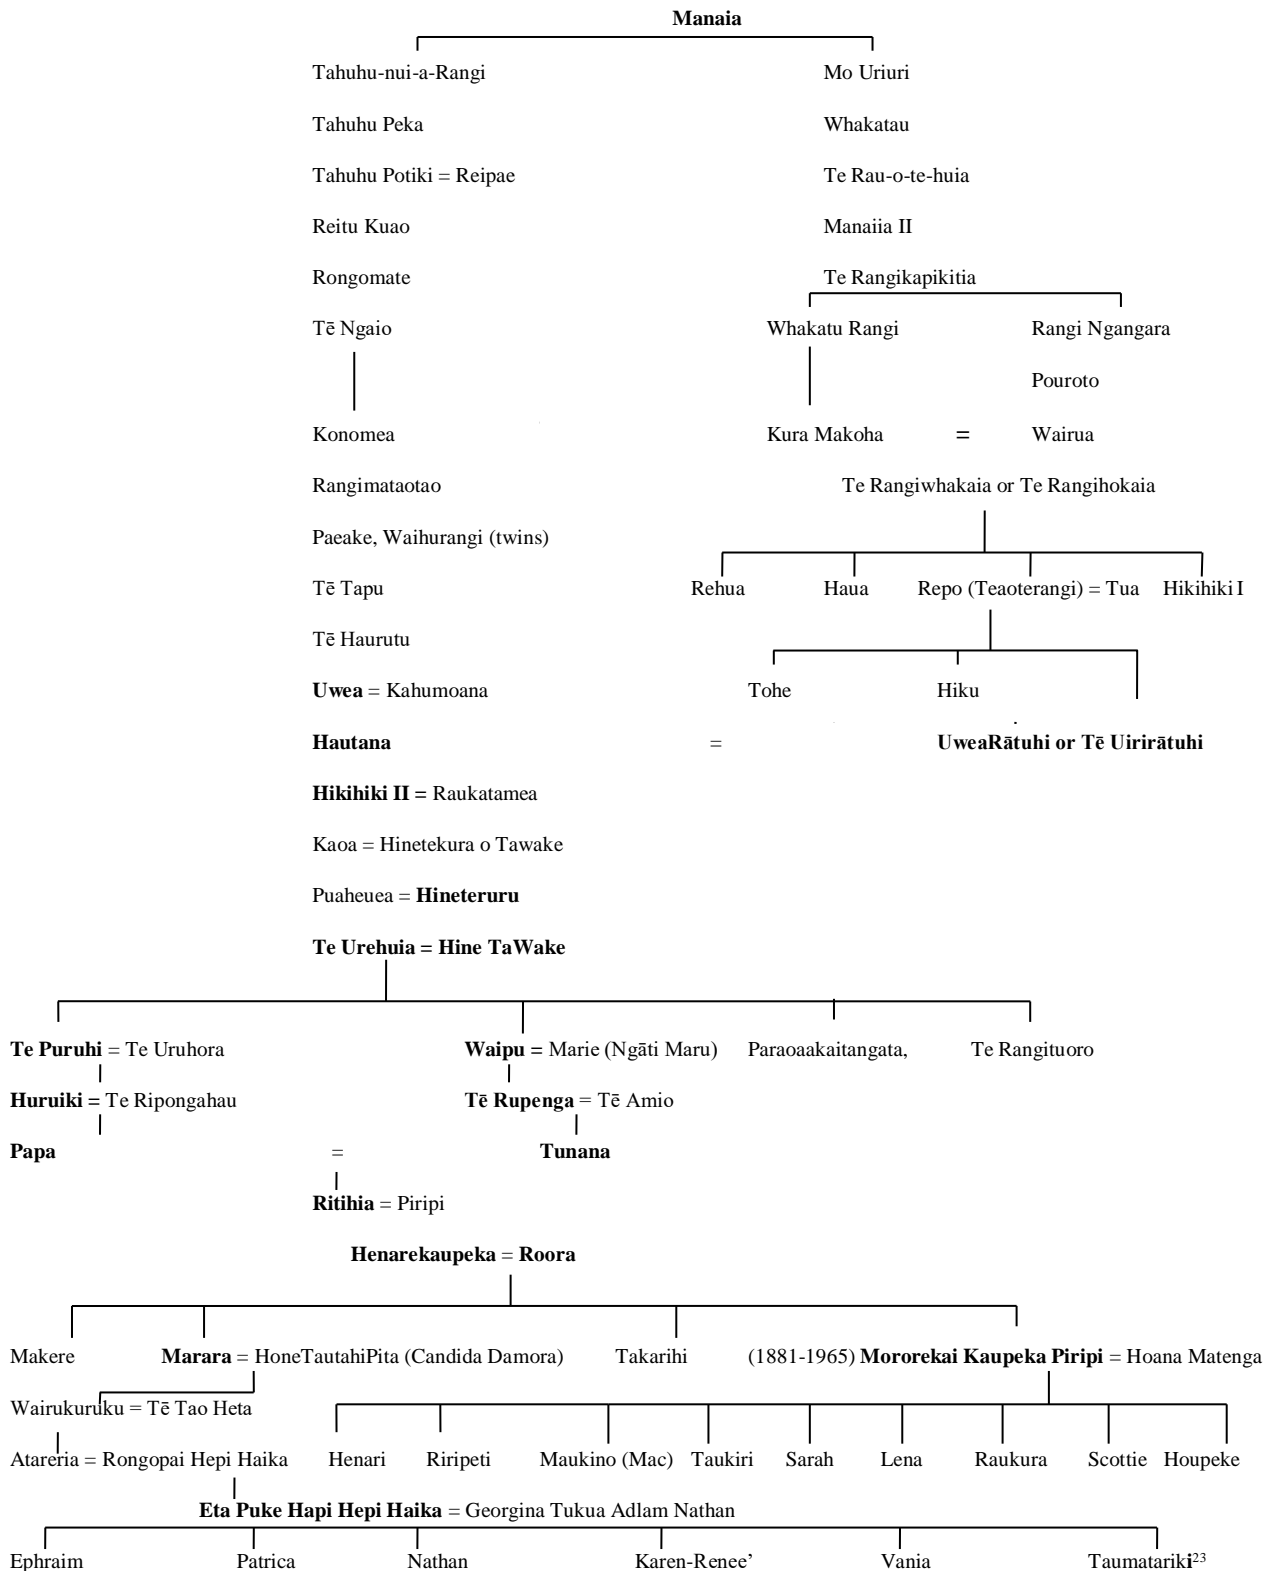 Manaia
Tahuhu-nui-a-Rangi Mo Uriuri
Tahuhu Peka Whakatau
Tahuhu Potiki = Reipae Te Rau-o-te-huia
Reitu Kuao Manaiia II
Rongomate Te Rangikapikitia
Tē Ngaio Whakatu Rangi Rangi Ngangara
Pouroto
Konomea Kura Makoha = Wairua
Rangimataotao Te Rangiwhakaia or Te Rangihokaia
Paeake, Waihurangi (twins)
Tē Tapu Rehua Haua Repo (Teaoterangi) = Tua Hikihiki I
Tē Haurutu
Uwea = Kahumoana Tohe Hiku
Hautana = UweaRātuhi or Tē Uirirātuhi
Hikihiki II = Raukatamea
Kaoa = Hinetekura o Tawake
Puaheuea = Hineteruru
Te Urehuia = Hine TaWake
Te Puruhi = Te Uruhora Waipu = Marie (Ngāti Maru) Paraoaakaitangata, Te Rangituoro
Huruiki = Te Ripongahau Tē Rupenga = Tē Amio
Papa = Tunana
Ritihia = Piripi
Henarekaupeka = Roora
Makere Marara = HoneTautahiPita (Candida Damora) Takarihi (1881-1965) Mororekai Kaupeka Piripi = Hoana Matenga
Wairukuruku = Tē Tao Heta
Atareria = Rongopai Hepi Haika Henari Riripeti Maukino (Mac) Taukiri Sarah Lena Raukura Scottie Houpeke
Eta Puke Hapi Hepi Haika = Georgina Tukua Adlam Nathan
Ephraim Patrica Nathan Karen-Renee’ Vania Taumatariki²³